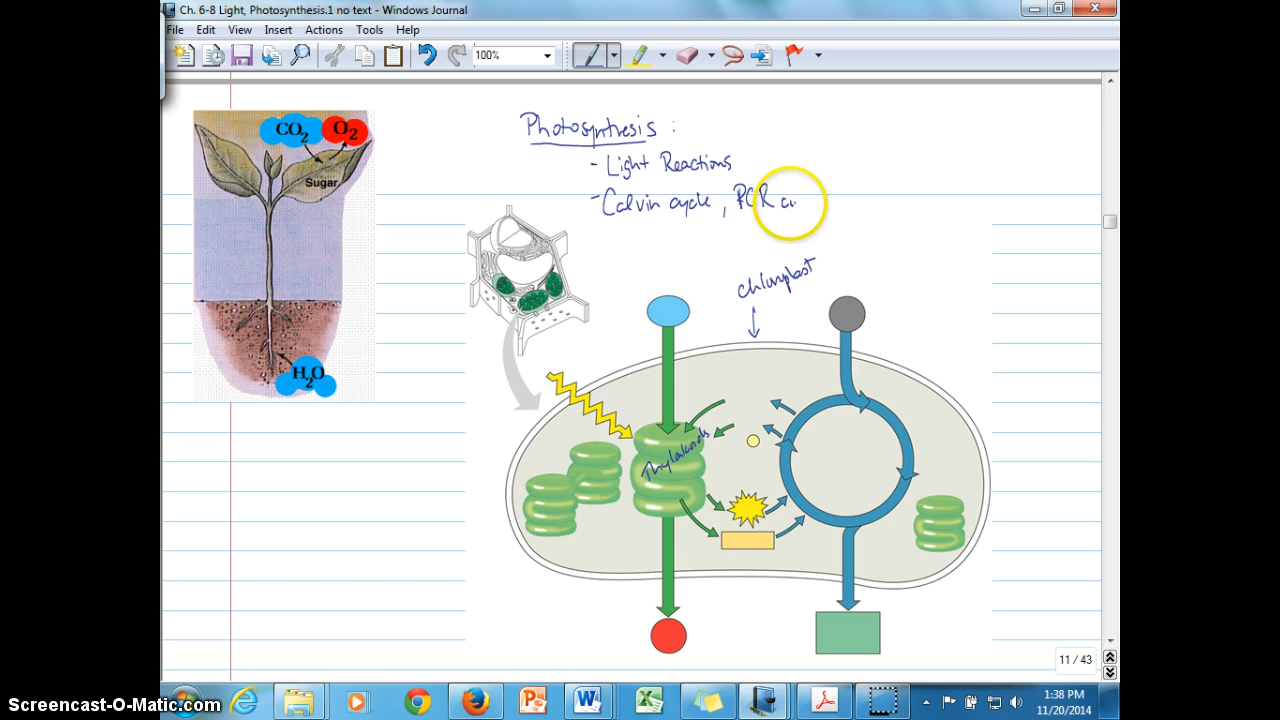 Ch. 6-8 Light, Photosynthesis.1 no text - Windows Journal
File Edit View Insert Actions Tools Help
100%
CO2 O2
Sugar
H2O
Photosynthesis :
- Light Reactions
- Calvin cycle, PCR
chloroplast
Thylakoids
11 / 43
1:38 PM
11/20/2014
Screencast-O-Matic.com